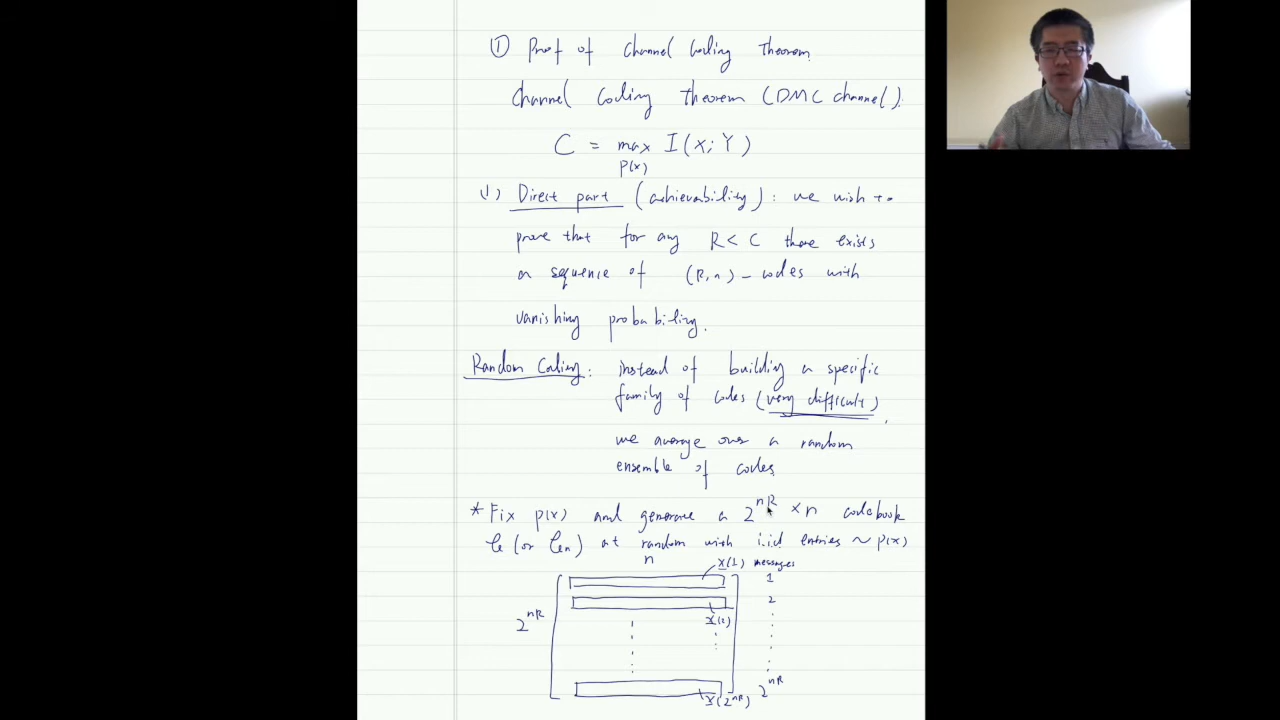 ① Proof of Channel Coding Theorem.
Channel Coding Theorem (DMC channel).
C = max I(X;Y)
p(x)
(1) Direct part (achievability): we wish to
prove that for any R < C there exists
a sequence of (R,n)-codes with
vanishing probability.
Random Coding: instead of building a specific
family of codes (very difficult),
we average over a random
ensemble of codes
* Fix p(x) and generate a 2^{nR} × n codebook
C (or C_n) at random with i.i.d entries ~ p(x)
n x(1) messages
1
2
x(2)
2^{nR}
x(2^{nR}) 2^{nR}